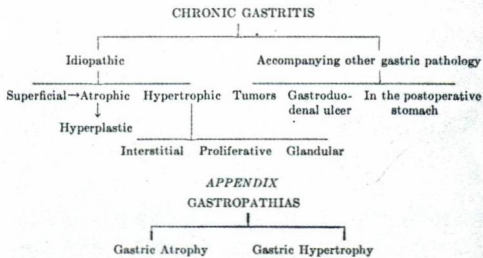 CHRONIC GASTRITIS
Idiopathic Accompanying other gastric pathology
Superficial→Atrophic Hypertrophic Tumors Gastroduo- In the postoperative
denal ulcer stomach
Hyperplastic
Interstitial Proliferative Glandular
APPENDIX
GASTROPATHIAS
Gastric Atrophy Gastric Hypertrophy